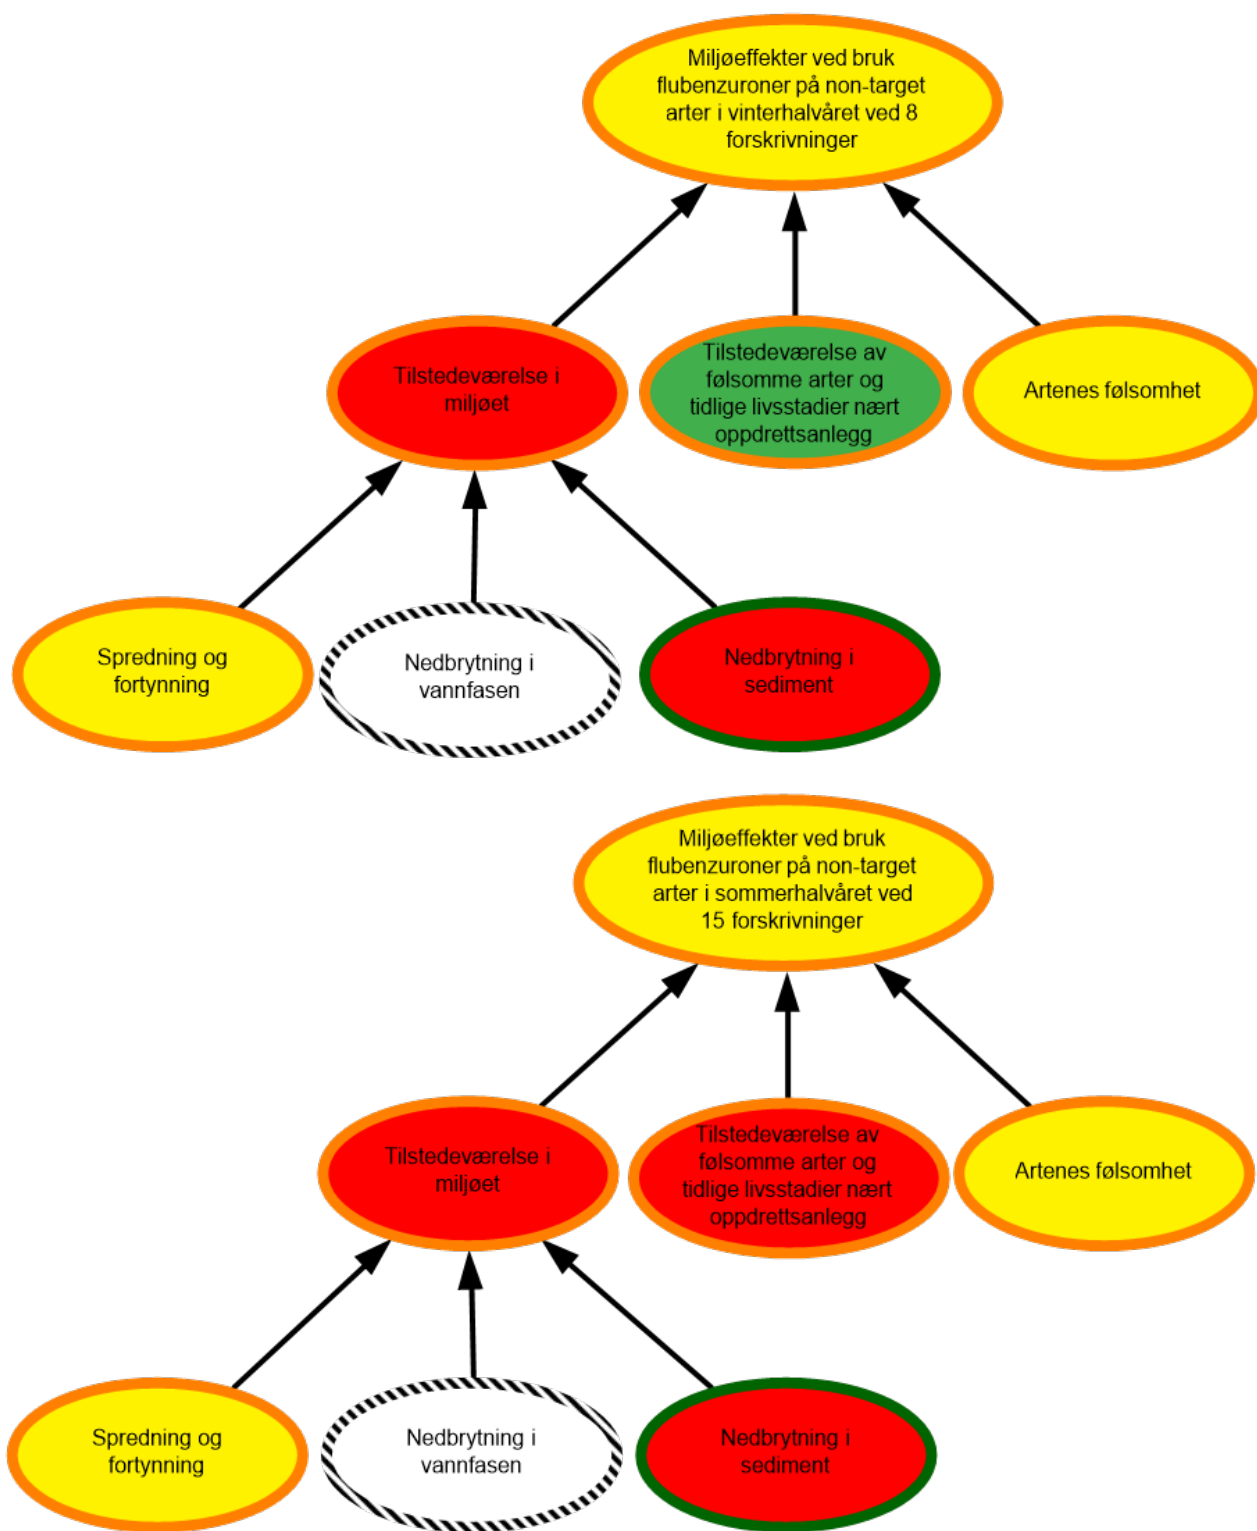 Miljøeffekter ved bruk
flubenzuroner på non-target
arter i vinterhalvåret ved 8
forskrivninger
Tilstedeværelse i
miljøet
Tilstedeværelse av
følsomme arter og
tidlige livsstadier nært
oppdrettsanlegg
Artenes følsomhet
Spredning og
fortynning
Nedbrytning i
vannfasen
Nedbrytning i
sediment
Miljøeffekter ved bruk
flubenzuroner på non-target
arter i sommerhalvåret ved
15 forskrivninger
Tilstedeværelse i
miljøet
Tilstedeværelse av
følsomme arter og
tidlige livsstadier nært
oppdrettsanlegg
Artenes følsomhet
Spredning og
fortynning
Nedbrytning i
vannfasen
Nedbrytning i
sediment